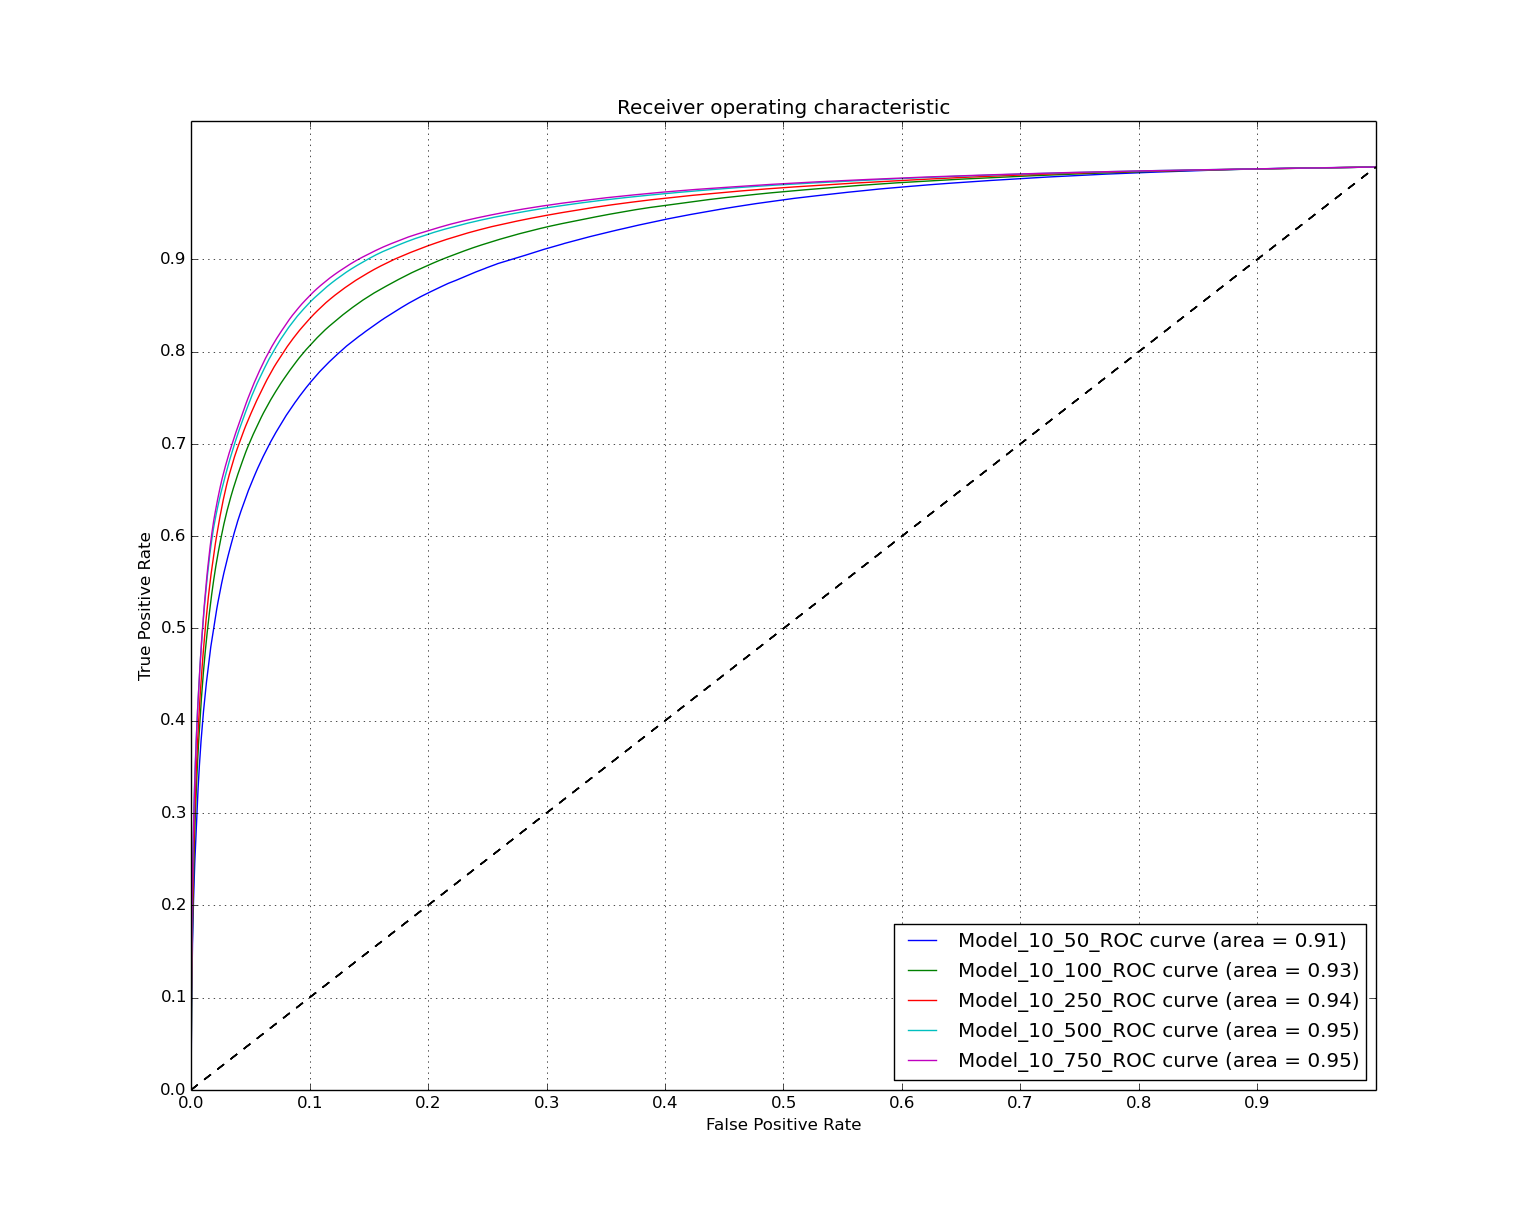 Receiver operating characteristic
0.9
0.8
0.7
0.6
0.5
0.4
0.3
0.2
0.1
0.0
True Positive Rate
0.0 0.1 0.2 0.3 0.4 0.5 0.6 0.7 0.8 0.9
False Positive Rate
Model_10_50_ROC curve (area = 0.91)
Model_10_100_ROC curve (area = 0.93)
Model_10_250_ROC curve (area = 0.94)
Model_10_500_ROC curve (area = 0.95)
Model_10_750_ROC curve (area = 0.95)